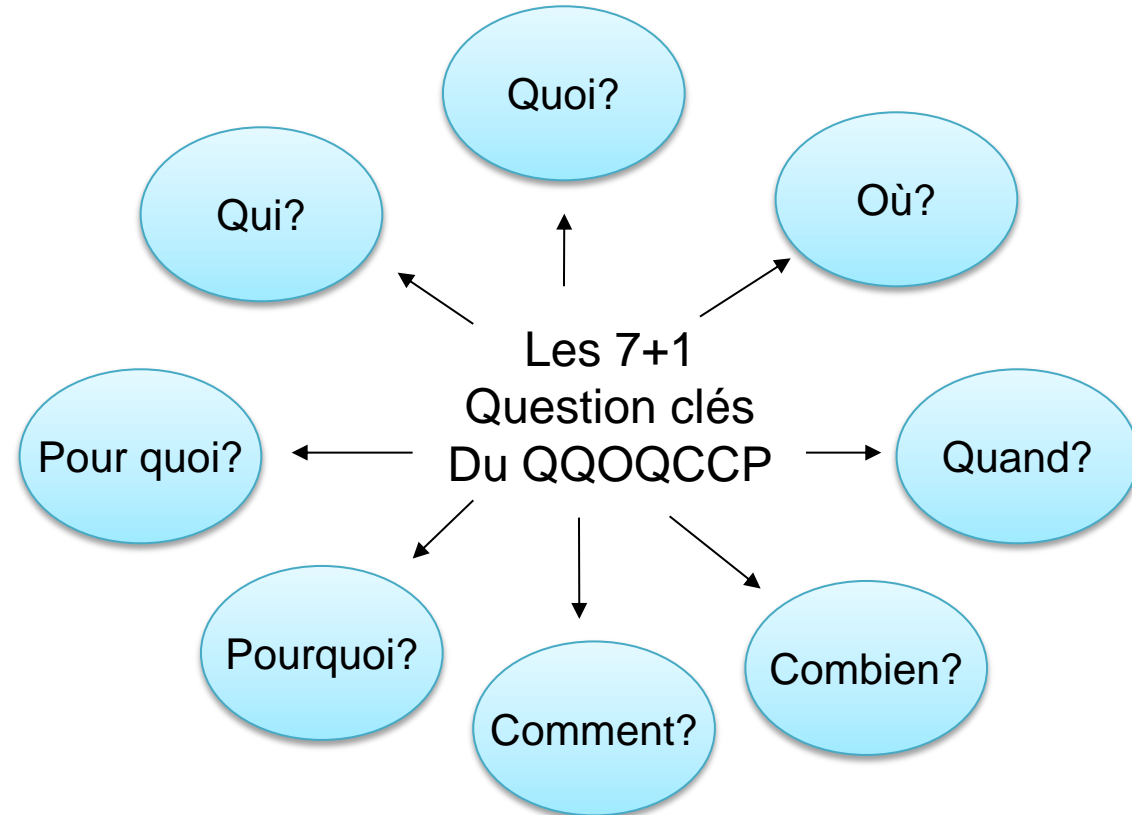 Quoi?
Où?
Qui?
Les 7+1
Question clés
Du QQOQCCP
Pour quoi?
Quand?
Pourquoi?
Combien?
Comment?